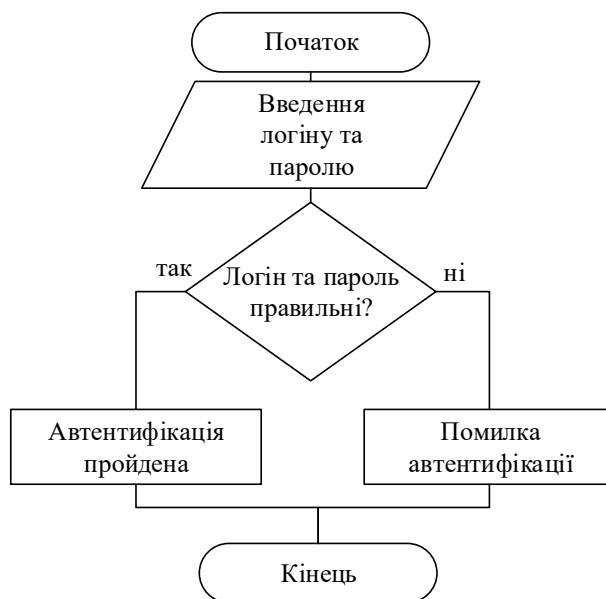 Початок
Введення
логіну та
паролю
так
Логін та пароль
правильні?
ні
Автентифікація
пройдена
Помилка
автентифікації
Кінець